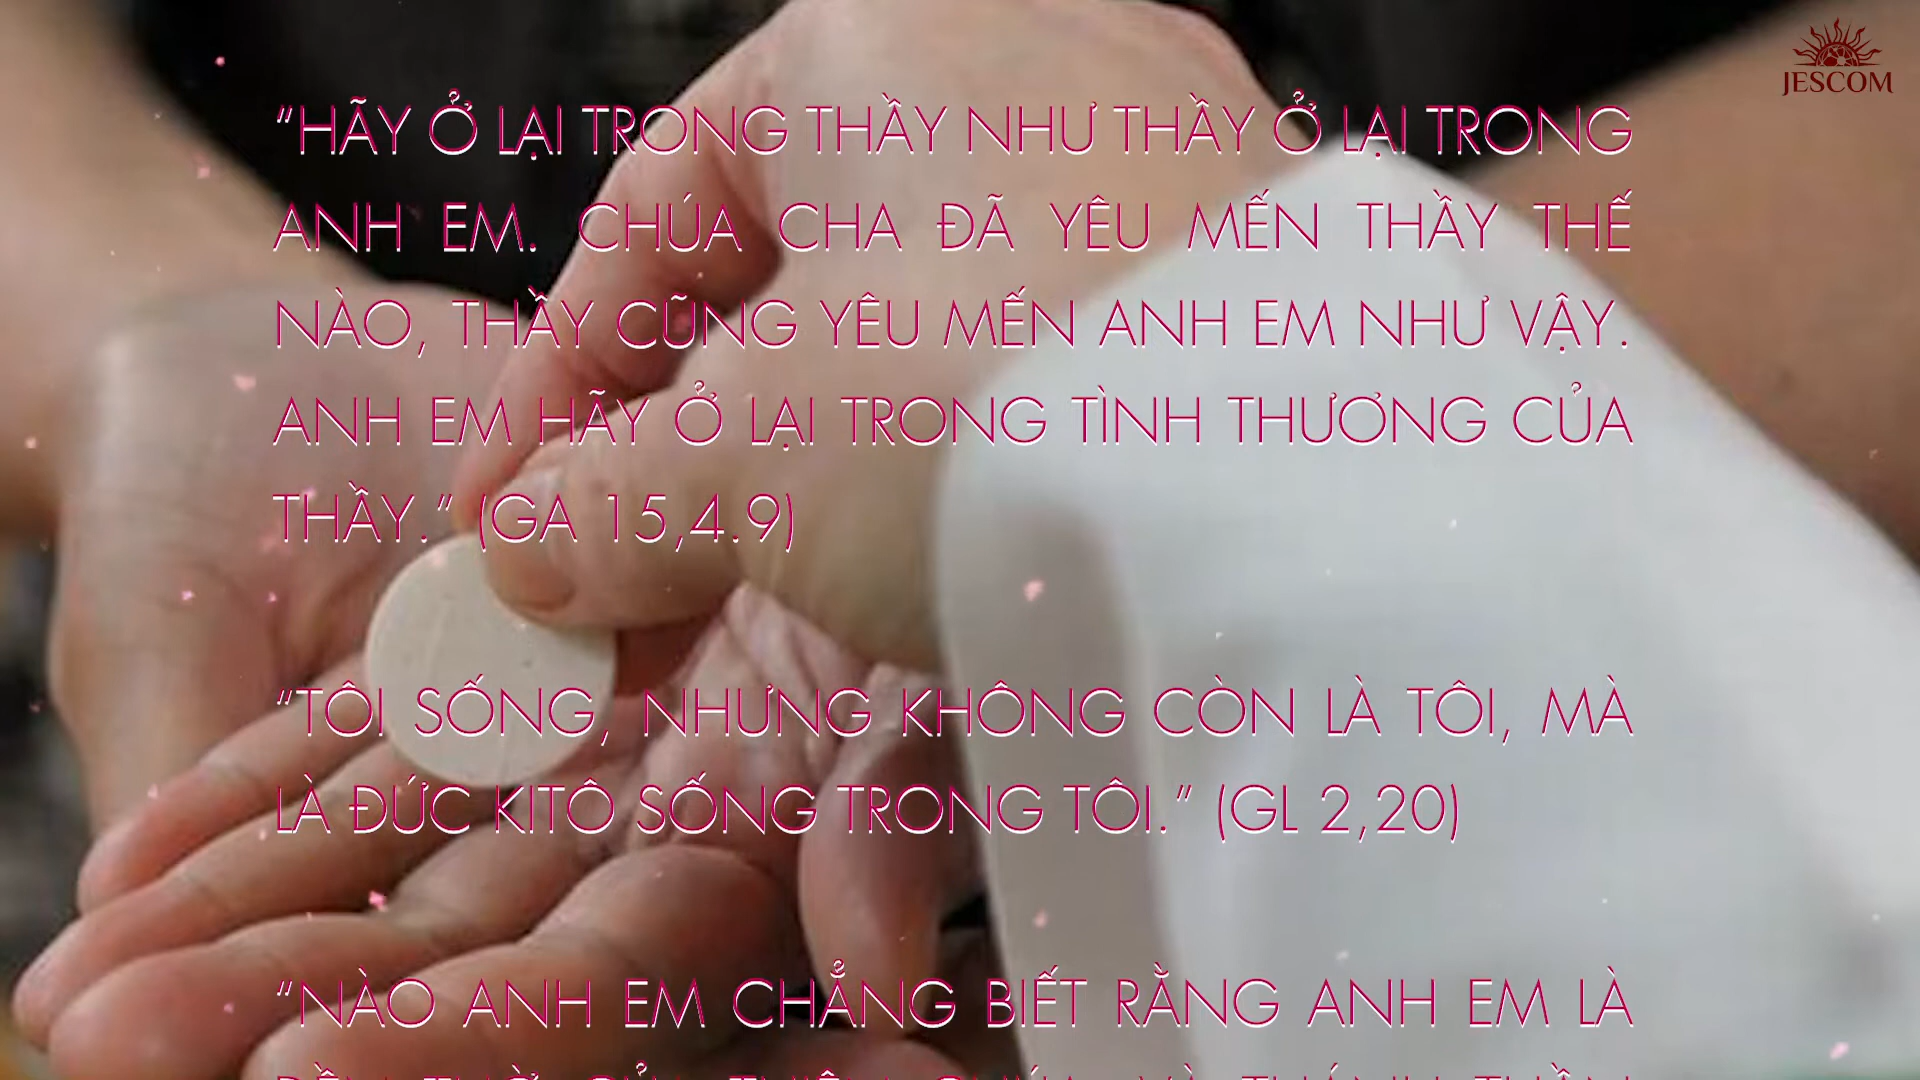 JESCOM
“HÃY Ở LẠI TRONG THẦY NHƯ THẦY Ở LẠI TRONG
ANH EM. CHÚA CHA ĐÃ YÊU MẾN THẦY THẾ
NÀO, THẦY CŨNG YÊU MẾN ANH EM NHƯ VẬY.
ANH EM HÃY Ở LẠI TRONG TÌNH THƯƠNG CỦA
THẦY.” (GA 15,4.9)
“TÔI SỐNG, NHƯNG KHÔNG CÒN LÀ TÔI, MÀ
LÀ ĐỨC KITÔ SỐNG TRONG TÔI.” (GL 2,20)
“NÀO ANH EM CHẲNG BIẾT RẰNG ANH EM LÀ